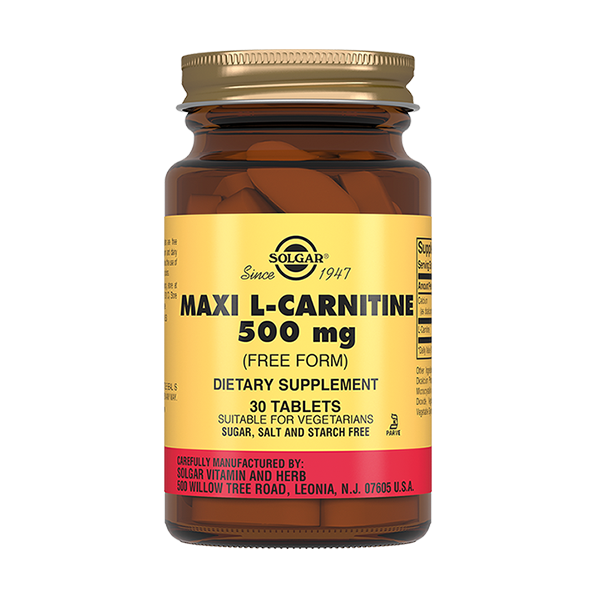 SOLGAR®
Since 1947
MAXI L-CARNITINE
500 mg
(FREE FORM)
DIETARY SUPPLEMENT
30 TABLETS
SUITABLE FOR VEGETARIANS
SUGAR, SALT AND STARCH FREE
PARVE
CAREFULLY MANUFACTURED BY:
SOLGAR VITAMIN AND HERB
500 WILLOW TREE ROAD, LEONIA, N.J. 07605 U.S.A.